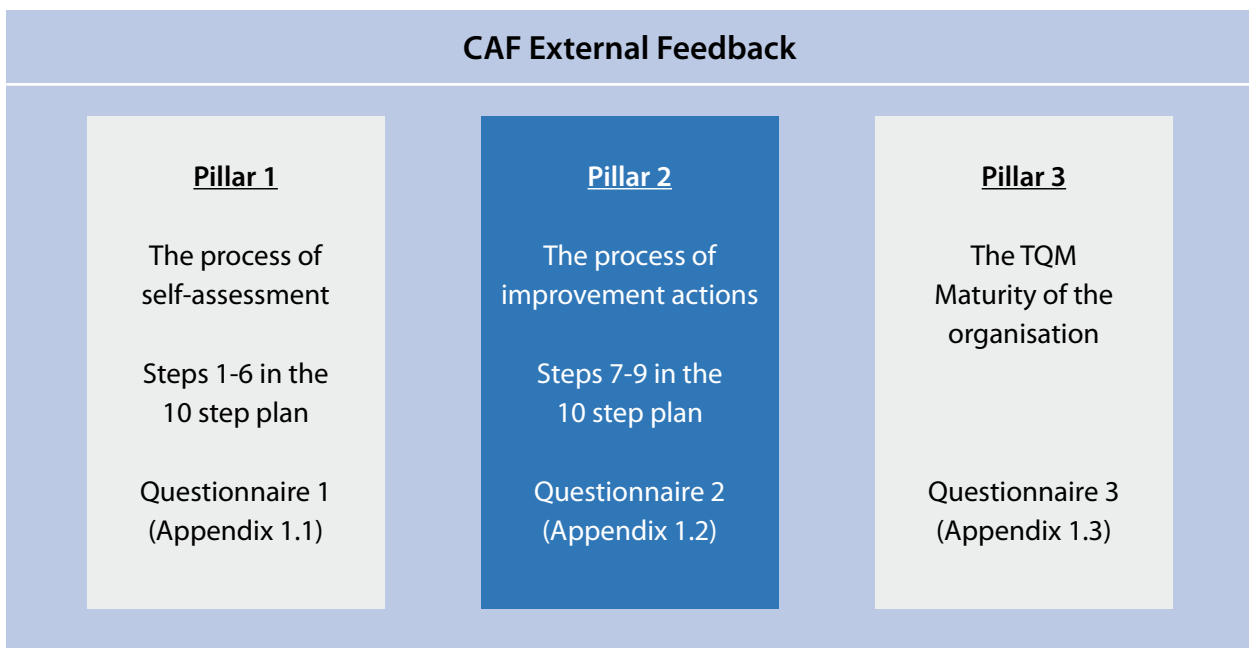 CAF External Feedback
Pillar 1
The process of
self-assessment
Steps 1-6 in the
10 step plan
Questionnaire 1
(Appendix 1.1)
Pillar 2
The process of
improvement actions
Steps 7-9 in the
10 step plan
Questionnaire 2
(Appendix 1.2)
Pillar 3
The TQM
Maturity of the
organisation
Questionnaire 3
(Appendix 1.3)